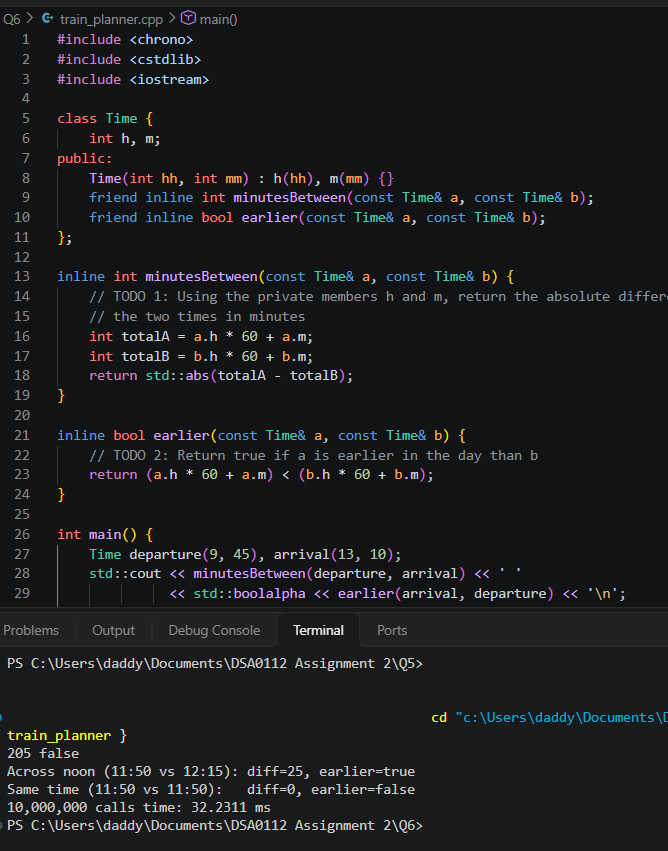 Q6 > train_planner.cpp > main()
1 #include <chrono>
2 #include <cstdlib>
3 #include <iostream>
4
5 class Time {
6     int h, m;
7 public:
8     Time(int hh, int mm) : h(hh), m(mm) {}
9     friend inline int minutesBetween(const Time& a, const Time& b);
10     friend inline bool earlier(const Time& a, const Time& b);
11 };
12
13 inline int minutesBetween(const Time& a, const Time& b) {
14     // TODO 1: Using the private members h and m, return the absolute
15     // the two times in minutes
16     int totalA = a.h * 60 + a.m;
17     int totalB = b.h * 60 + b.m;
18     return std::abs(totalA - totalB);
19 }
20
21 inline bool earlier(const Time& a, const Time& b) {
22     // TODO 2: Return true if a is earlier in the day than b
23     return (a.h * 60 + a.m) < (b.h * 60 + b.m);
24 }
25
26 int main() {
27     Time departure(9, 45), arrival(13, 10);
28     std::cout << minutesBetween(departure, arrival) << ' '
29               << std::boolalpha << earlier(arrival, departure) << '\n';
Problems Output Debug Console Terminal Ports
PS C:\Users\daddy\Documents\DSA0112 Assignment 2\Q5>
cd "c:\Users\daddy\Documents\
train_planner }
205 false
Across noon (11:50 vs 12:15): diff=25, earlier=true
Same time (11:50 vs 11:50):   diff=0, earlier=false
10,000,000 calls time: 32.2311 ms
PS C:\Users\daddy\Documents\DSA0112 Assignment 2\Q6>